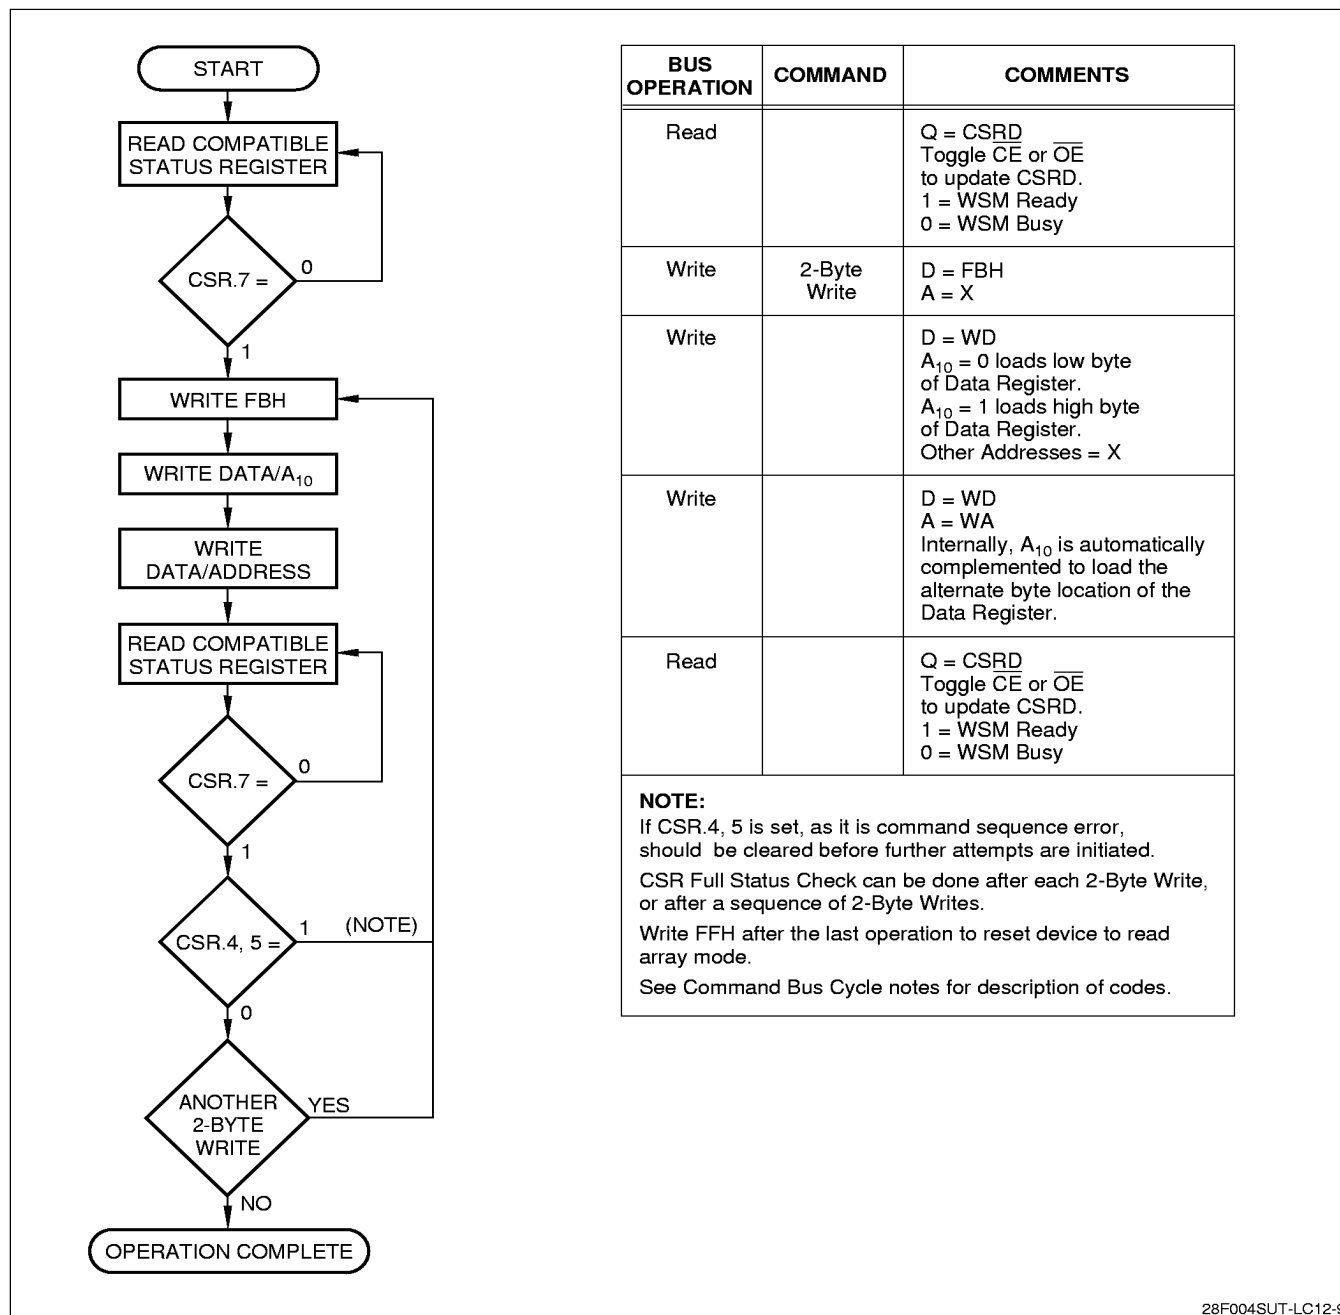 START
READ COMPATIBLE
STATUS REGISTER
CSR.7 =
0
1
WRITE FBH
WRITE DATA/A₁₀
WRITE
DATA/ADDRESS
READ COMPATIBLE
STATUS REGISTER
CSR.7 =
0
1
CSR.4, 5 =
1
(NOTE)
0
ANOTHER
2-BYTE
WRITE
YES
NO
OPERATION COMPLETE
BUS
OPERATION
COMMAND
COMMENTS
Read
Q = CSRD
Toggle C̅E̅ or O̅E̅
to update CSRD.
1 = WSM Ready
0 = WSM Busy
Write
2-Byte
Write
D = FBH
A = X
Write
D = WD
A₁₀ = 0 loads low byte
of Data Register.
A₁₀ = 1 loads high byte
of Data Register.
Other Addresses = X
Write
D = WD
A = WA
Internally, A₁₀ is automatically
complemented to load the
alternate byte location of the
Data Register.
Read
Q = CSRD
Toggle C̅E̅ or O̅E̅
to update CSRD.
1 = WSM Ready
0 = WSM Busy
NOTE:
If CSR.4, 5 is set, as it is command sequence error,
should be cleared before further attempts are initiated.
CSR Full Status Check can be done after each 2-Byte Write,
or after a sequence of 2-Byte Writes.
Write FFH after the last operation to reset device to read
array mode.
See Command Bus Cycle notes for description of codes.
28F004SUT-LC12-9